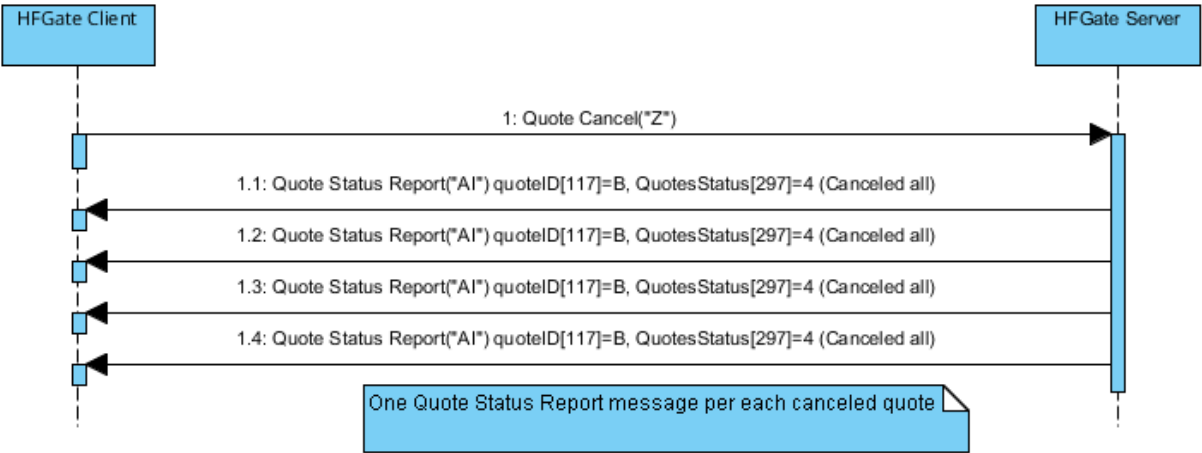 HFGate Client
HFGate Server
1: Quote Cancel("Z")
1.1: Quote Status Report("AI") quoteID[117]=B, QuotesStatus[297]=4 (Canceled all)
1.2: Quote Status Report("AI") quoteID[117]=B, QuotesStatus[297]=4 (Canceled all)
1.3: Quote Status Report("AI") quoteID[117]=B, QuotesStatus[297]=4 (Canceled all)
1.4: Quote Status Report("AI") quoteID[117]=B, QuotesStatus[297]=4 (Canceled all)
One Quote Status Report message per each canceled quote